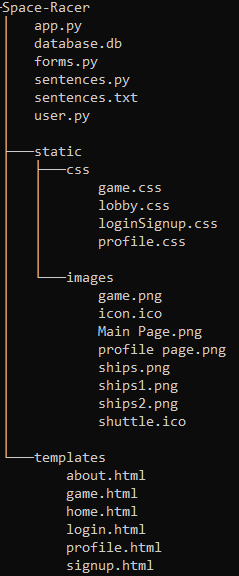 Space-Racer
app.py
database.db
forms.py
sentences.py
sentences.txt
user.py
static
css
game.css
lobby.css
loginSignup.css
profile.css
images
game.png
icon.ico
Main Page.png
profile page.png
ships.png
ships1.png
ships2.png
shuttle.ico
templates
about.html
game.html
home.html
login.html
profile.html
signup.html